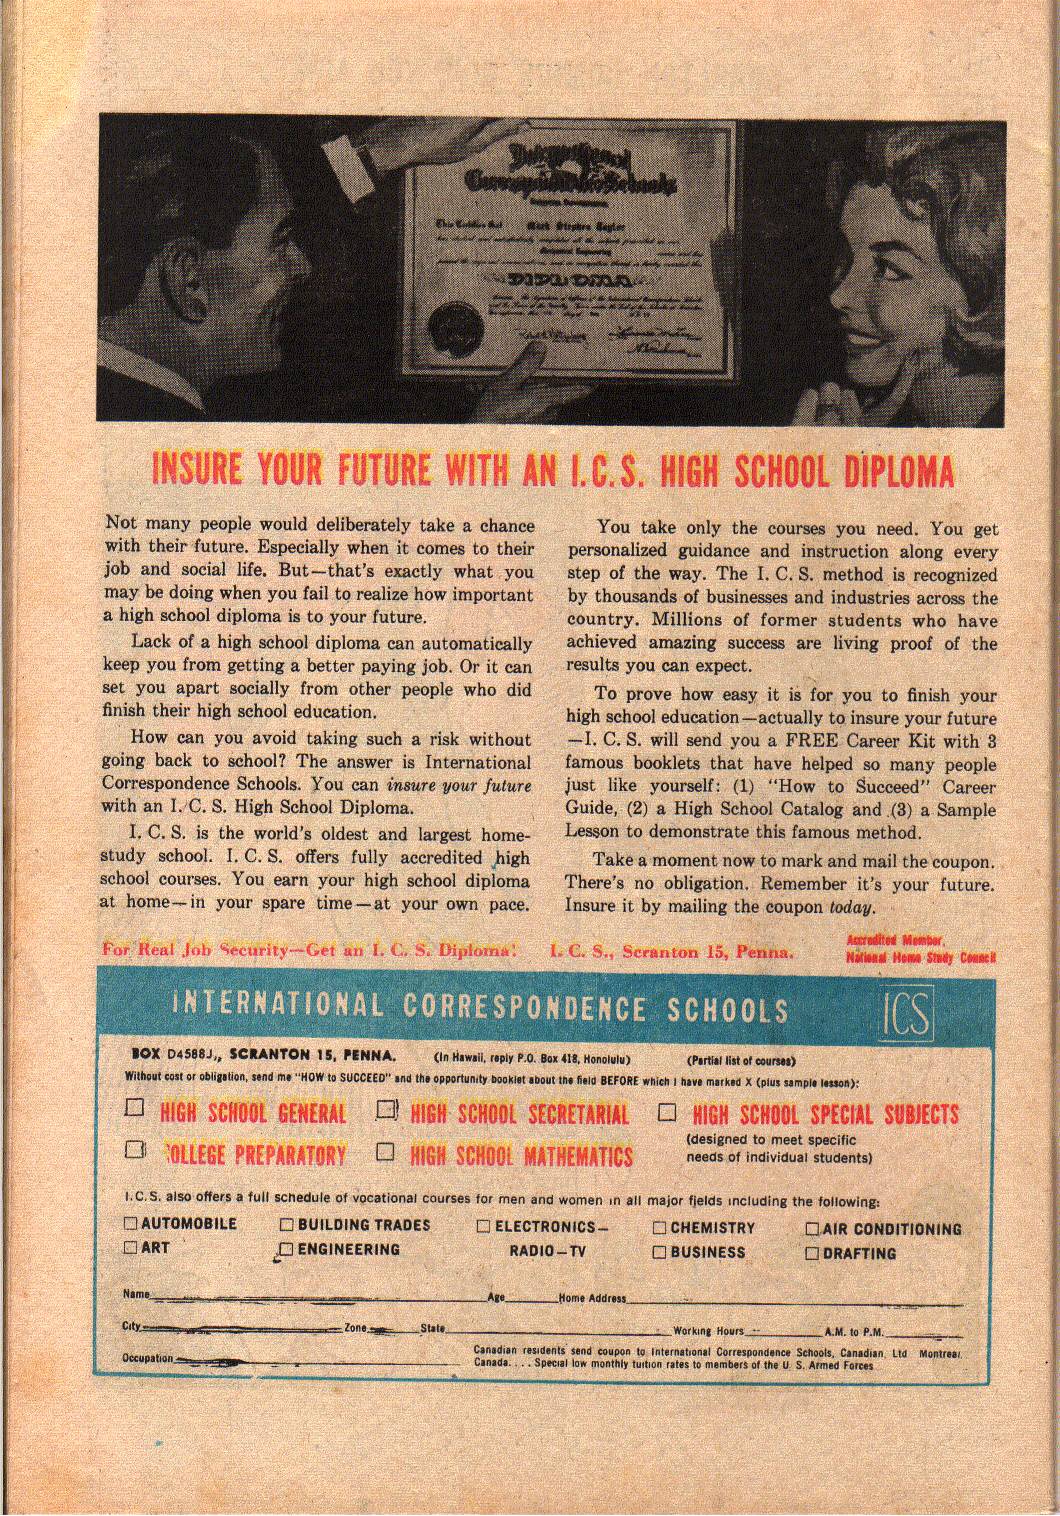 International
Correspondence Schools
This Certifies that Mark Stephen Taylor
DIPLOMA
INSURE YOUR FUTURE WITH AN I.C.S. HIGH SCHOOL DIPLOMA
Not many people would deliberately take a chance
with their future. Especially when it comes to their
job and social life. But—that's exactly what you
may be doing when you fail to realize how important
a high school diploma is to your future.
Lack of a high school diploma can automatically
keep you from getting a better paying job. Or it can
set you apart socially from other people who did
finish their high school education.
How can you avoid taking such a risk without
going back to school? The answer is International
Correspondence Schools. You can insure your future
with an I. C. S. High School Diploma.
I. C. S. is the world's oldest and largest home-
study school. I. C. S. offers fully accredited high
school courses. You earn your high school diploma
at home—in your spare time—at your own pace.
You take only the courses you need. You get
personalized guidance and instruction along every
step of the way. The I. C. S. method is recognized
by thousands of businesses and industries across the
country. Millions of former students who have
achieved amazing success are living proof of the
results you can expect.
To prove how easy it is for you to finish your
high school education—actually to insure your future
—I. C. S. will send you a FREE Career Kit with 3
famous booklets that have helped so many people
just like yourself: (1) "How to Succeed" Career
Guide, (2) a High School Catalog and (3) a Sample
Lesson to demonstrate this famous method.
Take a moment now to mark and mail the coupon.
There's no obligation. Remember it's your future.
Insure it by mailing the coupon today.
For Real Job Security—Get an I. C. S. Diploma! I. C. S., Scranton 15, Penna.
Accredited Member,
National Home Study Council
INTERNATIONAL CORRESPONDENCE SCHOOLS ICS
BOX D4588J,, SCRANTON 15, PENNA. (In Hawaii, reply P.O. Box 418, Honolulu) (Partial list of courses)
Without cost or obligation, send me "HOW to SUCCEED" and the opportunity booklet about the field BEFORE which I have marked X (plus sample lesson):
HIGH SCHOOL GENERAL HIGH SCHOOL SECRETARIAL HIGH SCHOOL SPECIAL SUBJECTS
(designed to meet specific
needs of individual students)
COLLEGE PREPARATORY HIGH SCHOOL MATHEMATICS
I.C.S. also offers a full schedule of vocational courses for men and women in all major fields including the following:
AUTOMOBILE BUILDING TRADES ELECTRONICS— CHEMISTRY AIR CONDITIONING
ART ENGINEERING RADIO—TV BUSINESS DRAFTING
Name Age Home Address
City Zone State Working Hours A.M. to P.M.
Occupation
Canadian residents send coupon to International Correspondence Schools, Canadian, Ltd Montreal,
Canada. . . . Special low monthly tuition rates to members of the U. S. Armed Forces